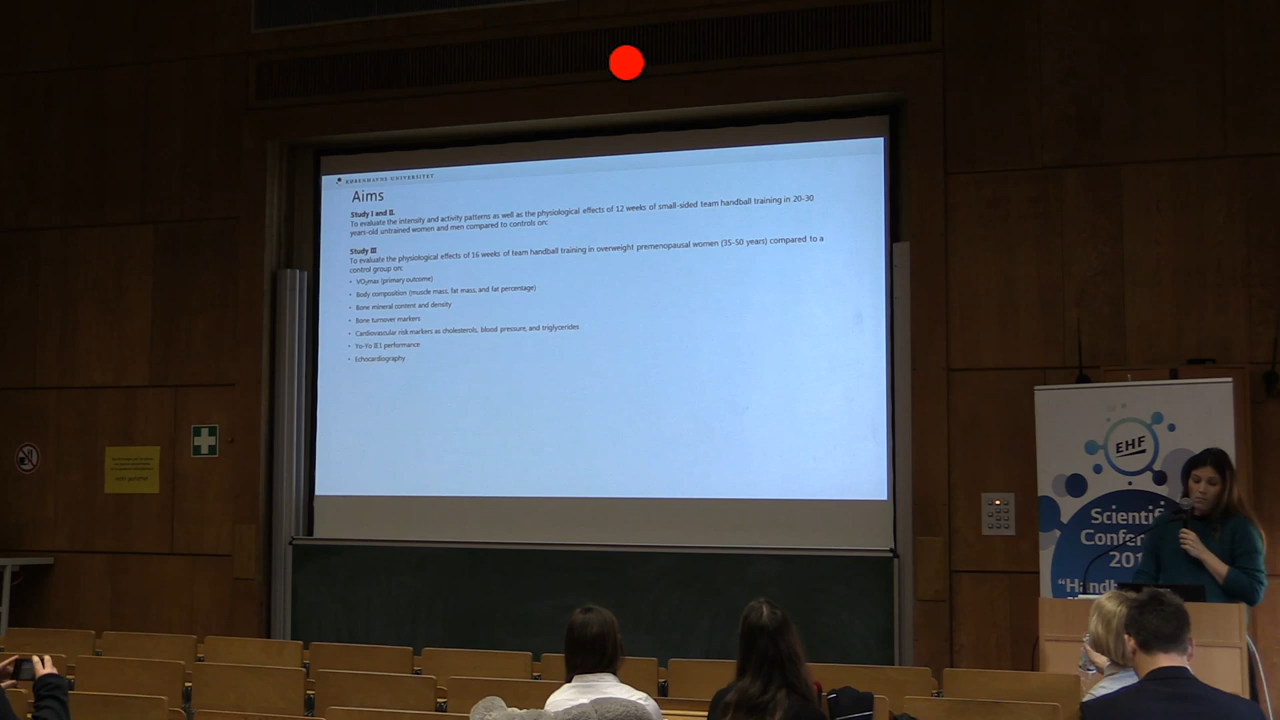 KØBENHAVNS UNIVERSITET
Aims
Study I and II.
To evaluate the intensity and activity patterns as well as the physiological effects of 12 weeks of small-sided team handball training in 20-30
years-old untrained women and men compared to controls on:
Study III
To evaluate the physiological effects of 16 weeks of team handball training in overweight premenopausal women (35-50 years) compared to a
control group on:
• VO₂max (primary outcome)
• Body composition (muscle mass, fat mass, and fat percentage)
• Bone mineral content and density
• Bone turnover markers
• Cardiovascular risk markers as cholesterols, blood pressure, and triglycerides
• Yo-Yo IE1 performance
• Echocardiography
EHF
Scientif
Confer
201
"Handb